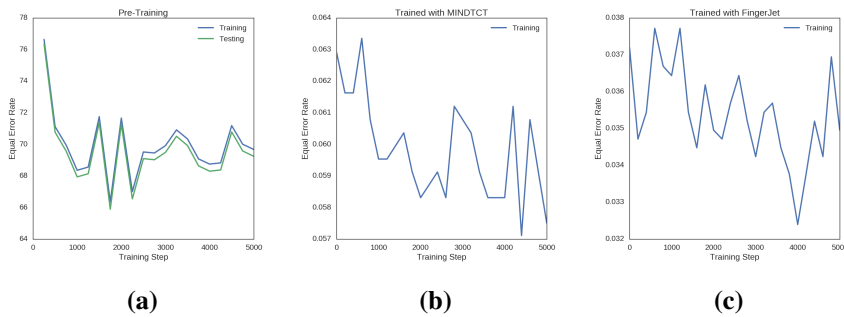 Pre-Training
78
76
74
72
70
68
66
64
Equal Error Rate
0
1000
2000
3000
4000
5000
Training Step
Training
Testing
(a)
Trained with MINDTCT
0.064
0.063
0.062
0.061
0.060
0.059
0.058
0.057
Equal Error Rate
0
1000
2000
3000
4000
5000
Training Step
Training
(b)
Trained with FingerJet
0.038
0.037
0.036
0.035
0.034
0.033
0.032
Equal Error Rate
0
1000
2000
3000
4000
500
Training Step
Training
(c)